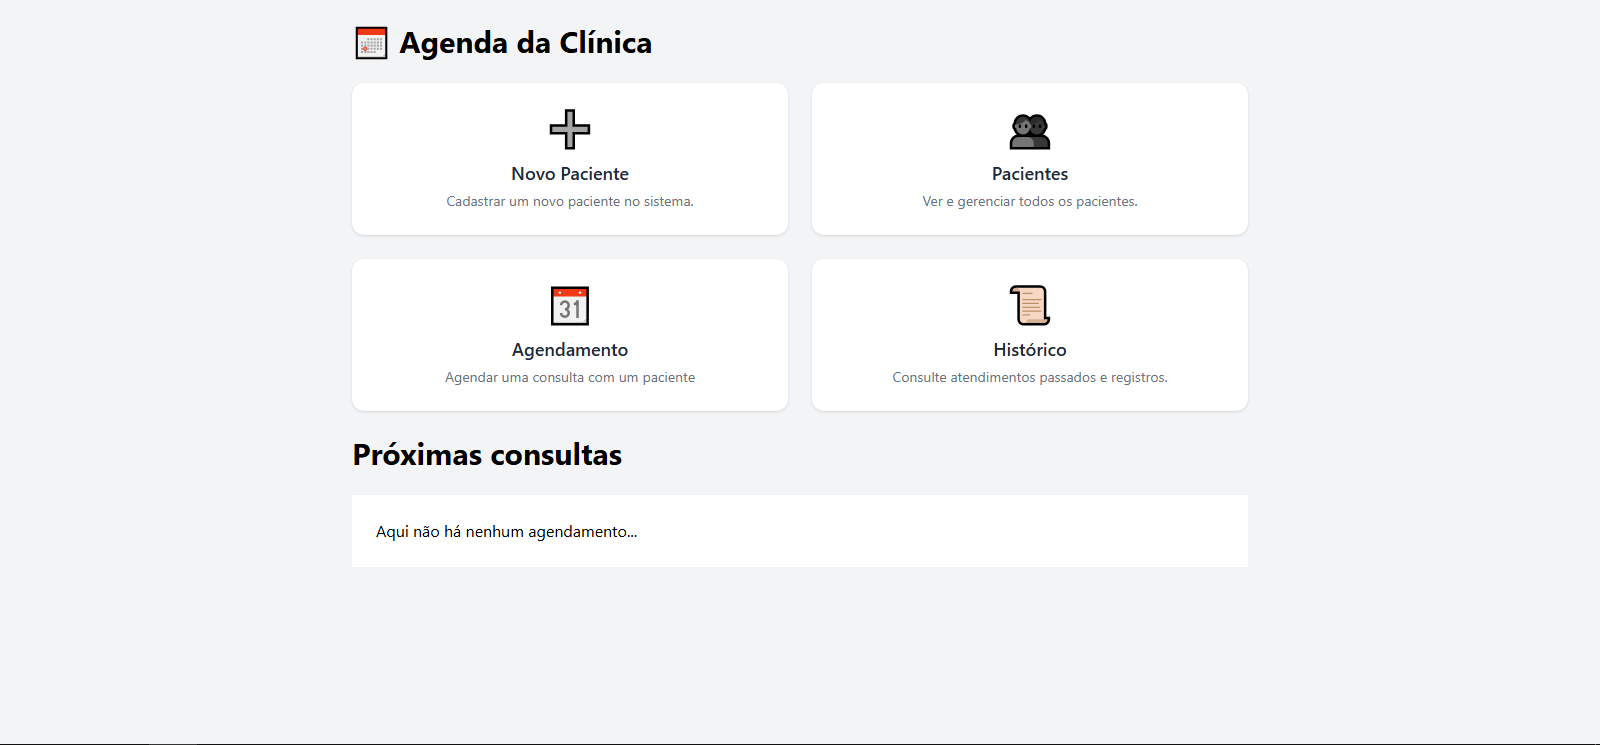 Agenda da Clínica
Novo Paciente
Cadastrar um novo paciente no sistema.
Pacientes
Ver e gerenciar todos os pacientes.
31
Agendamento
Agendar uma consulta com um paciente
Histórico
Consulte atendimentos passados e registros.
Próximas consultas
Aqui não há nenhum agendamento...